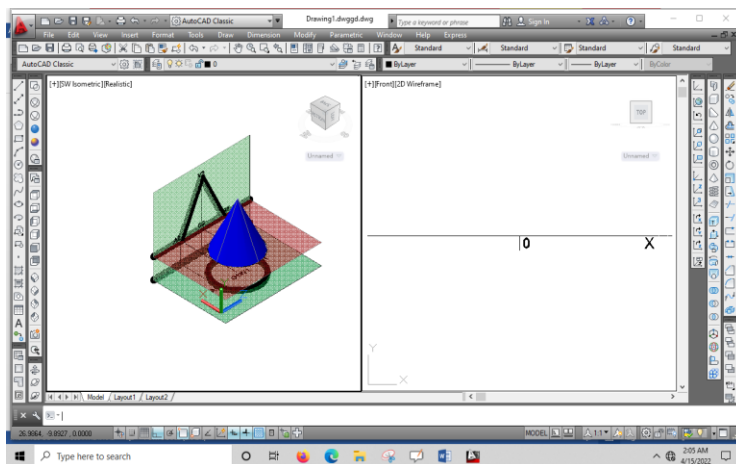 AutoCAD Classic
Drawing1.dwggd.dwg
Type a keyword or phrase
Sign In
File Edit View Insert Format Tools Draw Dimension Modify Parametric Window Help Express
Standard Standard Standard Standard
AutoCAD Classic 0 ByLayer ByLayer ByLayer ByColor
[+][SW Isometric][Realistic]
[+][Front][2D Wireframe]
TOP
Unnamed
Unnamed
0 X
Y
X
Model Layout1 Layout2
26.9064, -9.8927, 0.0000
MODEL 1:1
Type here to search
2:05 AM
4/15/2022